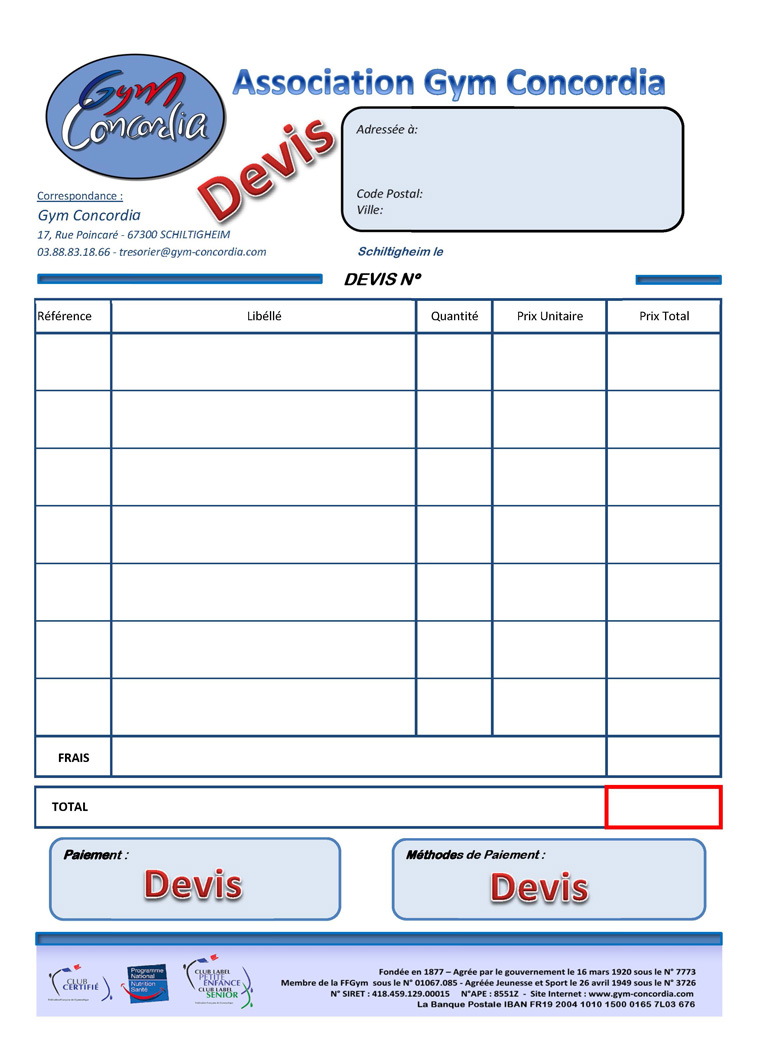 Gym
Concordia
Association Gym Concordia
Devis
Adressée à:
Code Postal:
Ville:
Correspondance :
Gym Concordia
17, Rue Poincaré - 67300 SCHILTIGHEIM
03.88.83.18.66 - tresorier@gym-concordia.com
Schiltigheim le
DEVIS N°
Référence Libéllé Quantité Prix Unitaire Prix Total
FRAIS
TOTAL
Paiement :
Devis
Méthodes de Paiement :
Devis
CLUB
CERTIFIÉ
Programme
National
Nutrition
Santé
CLUB LABEL
PETITE
ENFANCE
CLUB LABEL
SENIOR
Fondée en 1877 – Agrée par le gouvernement le 16 mars 1920 sous le N° 7773
Membre de la FFGym sous le N° 01067.085 - Agréée Jeunesse et Sport le 26 avril 1949 sous le N° 3726
N° SIRET : 418.459.129.00015 N°APE : 8551Z - Site Internet : www.gym-concordia.com
La Banque Postale IBAN FR19 2004 1010 1500 0165 7L03 676